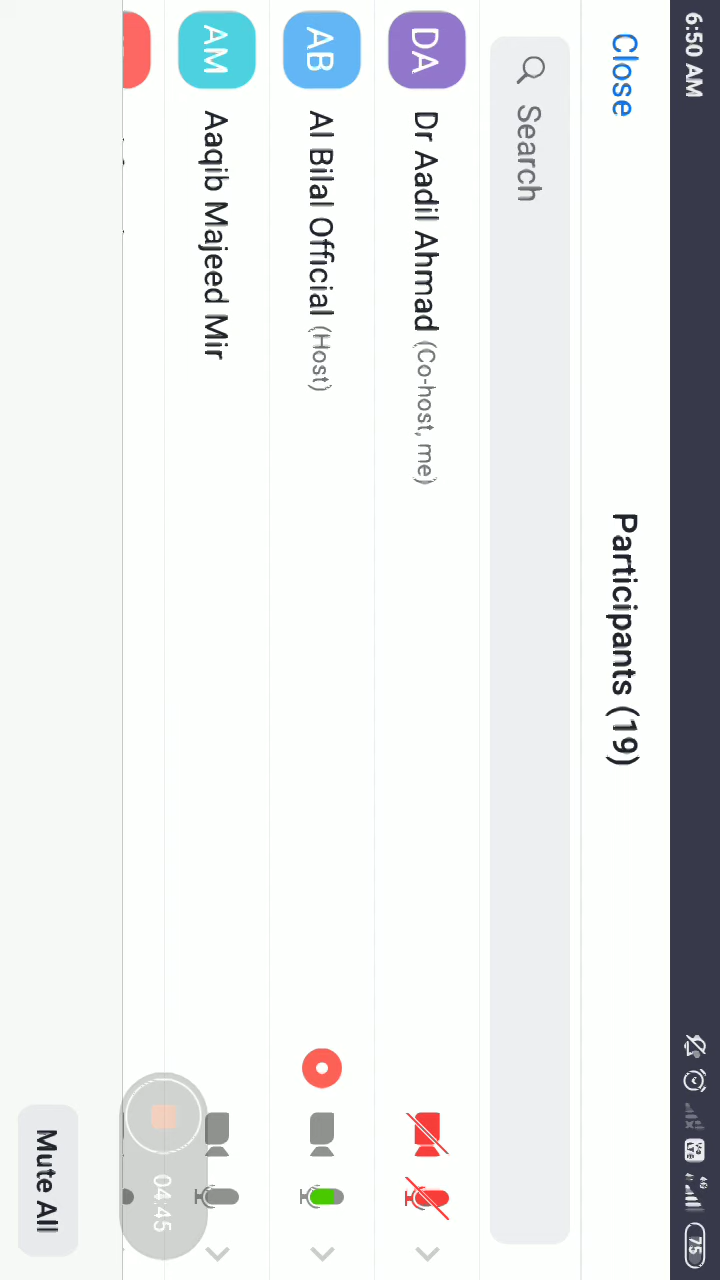 6:50 AM
75
Close
Participants (19)
Search
DA
Dr Aadil Ahmad (Co-host, me)
AB
Al Bilal Official (Host)
AM
Aaqib Majeed Mir
04:45
Mute All